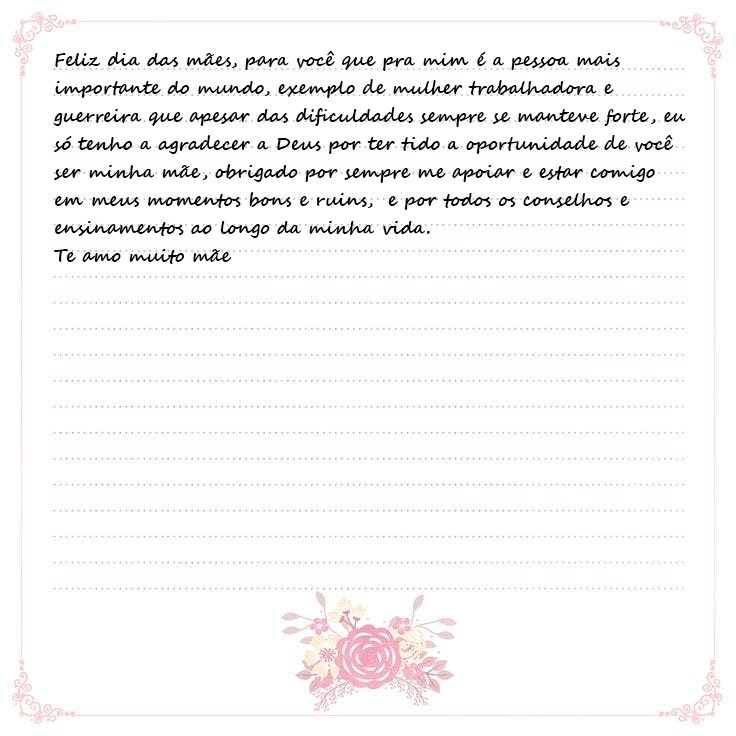 Feliz dia das mães, para você que pra mim é a pessoa mais
importante do mundo, exemplo de mulher trabalhadora e
guerreira que apesar das dificuldades sempre se manteve forte, eu
só tenho a agradecer a Deus por ter tido a oportunidade de você
ser minha mãe, obrigado por sempre me apoiar e estar comigo
em meus momentos bons e ruins,  e por todos os conselhos e
ensinamentos ao longo da minha vida.
Te amo muito mãe